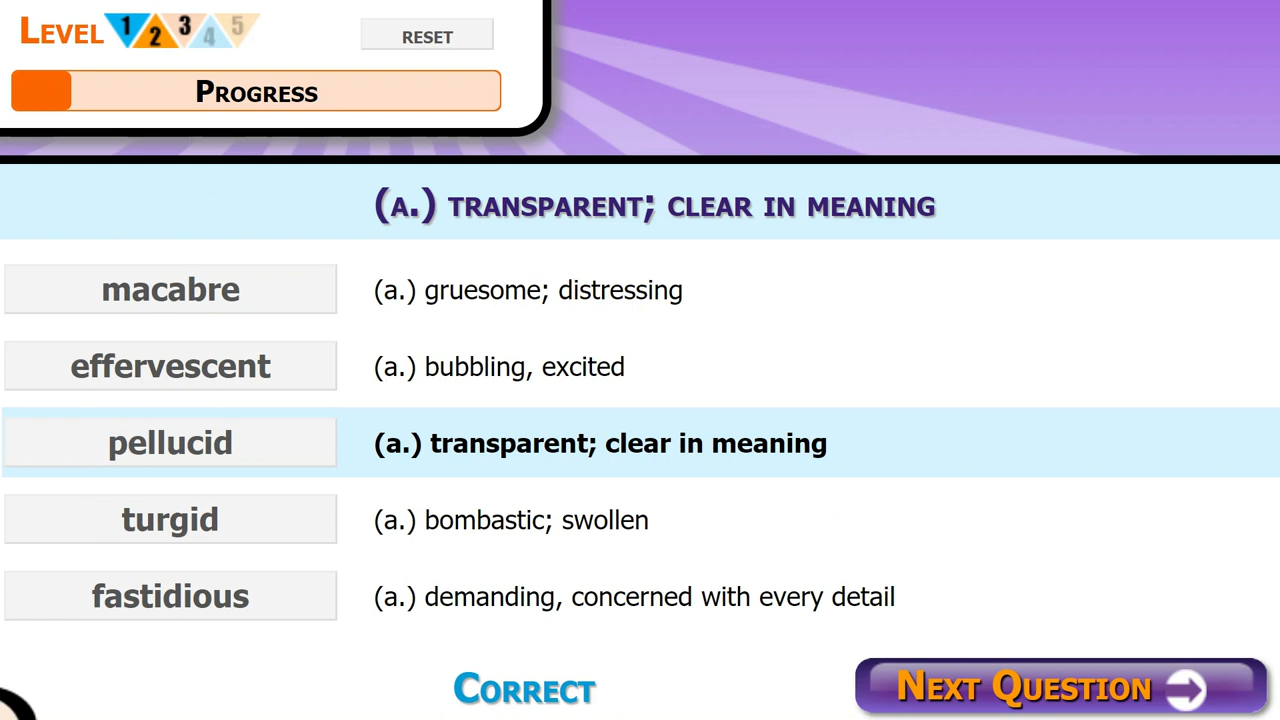 LEVEL 1 2 3 4 5
RESET
PROGRESS
(A.) TRANSPARENT; CLEAR IN MEANING
macabre (a.) gruesome; distressing
effervescent (a.) bubbling, excited
pellucid (a.) transparent; clear in meaning
turgid (a.) bombastic; swollen
fastidious (a.) demanding, concerned with every detail
CORRECT
NEXT QUESTION